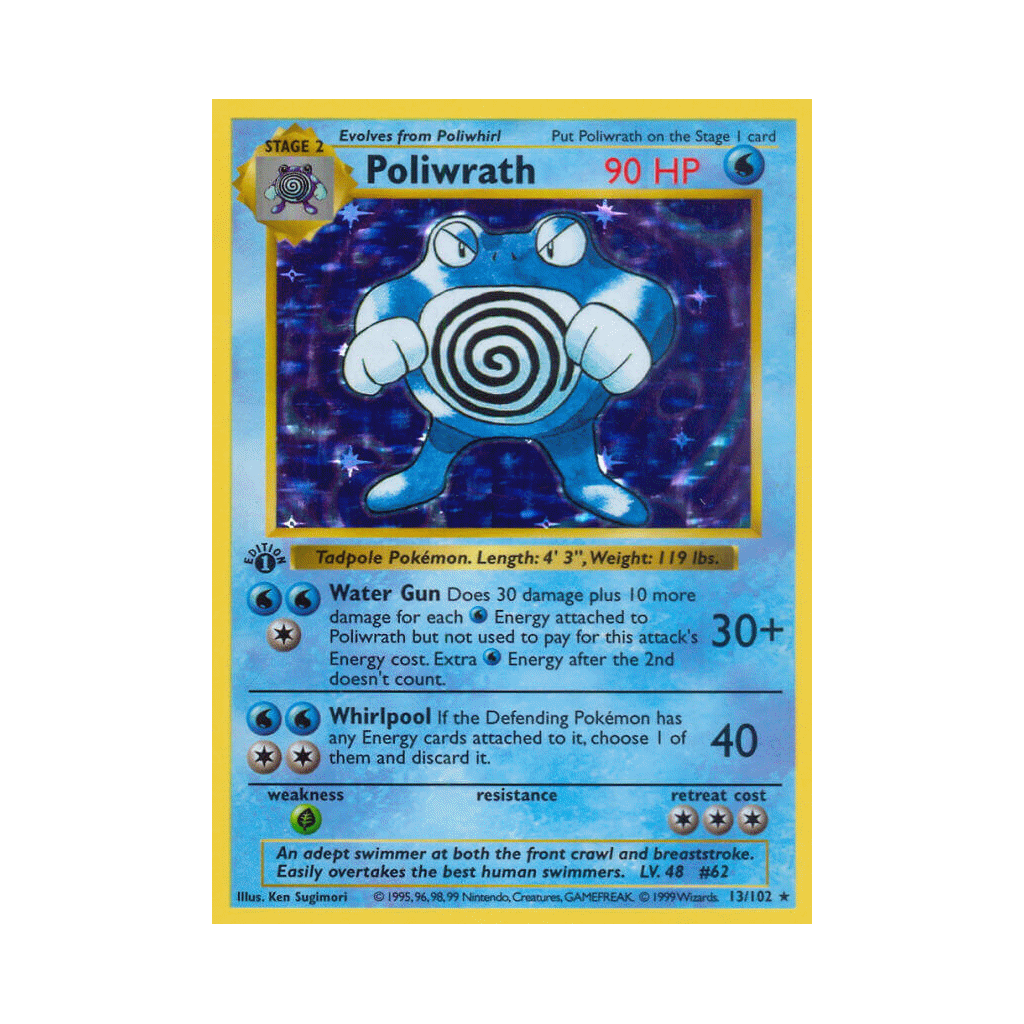 Evolves from Poliwhirl
Put Poliwrath on the Stage 1 card
STAGE 2
Poliwrath
90 HP
EDITION
1
Tadpole Pokémon. Length: 4' 3", Weight: 119 lbs.
Water Gun Does 30 damage plus 10 more
damage for each Energy attached to
Poliwrath but not used to pay for this attack's
Energy cost. Extra Energy after the 2nd
doesn't count.
30+
Whirlpool If the Defending Pokémon has
any Energy cards attached to it, choose 1 of
them and discard it.
40
weakness
resistance
retreat cost
An adept swimmer at both the front crawl and breaststroke.
Easily overtakes the best human swimmers. LV. 48 #62
Illus. Ken Sugimori
© 1995, 96, 98, 99 Nintendo, Creatures, GAMEFREAK. © 1999 Wizards.
13/102 ★